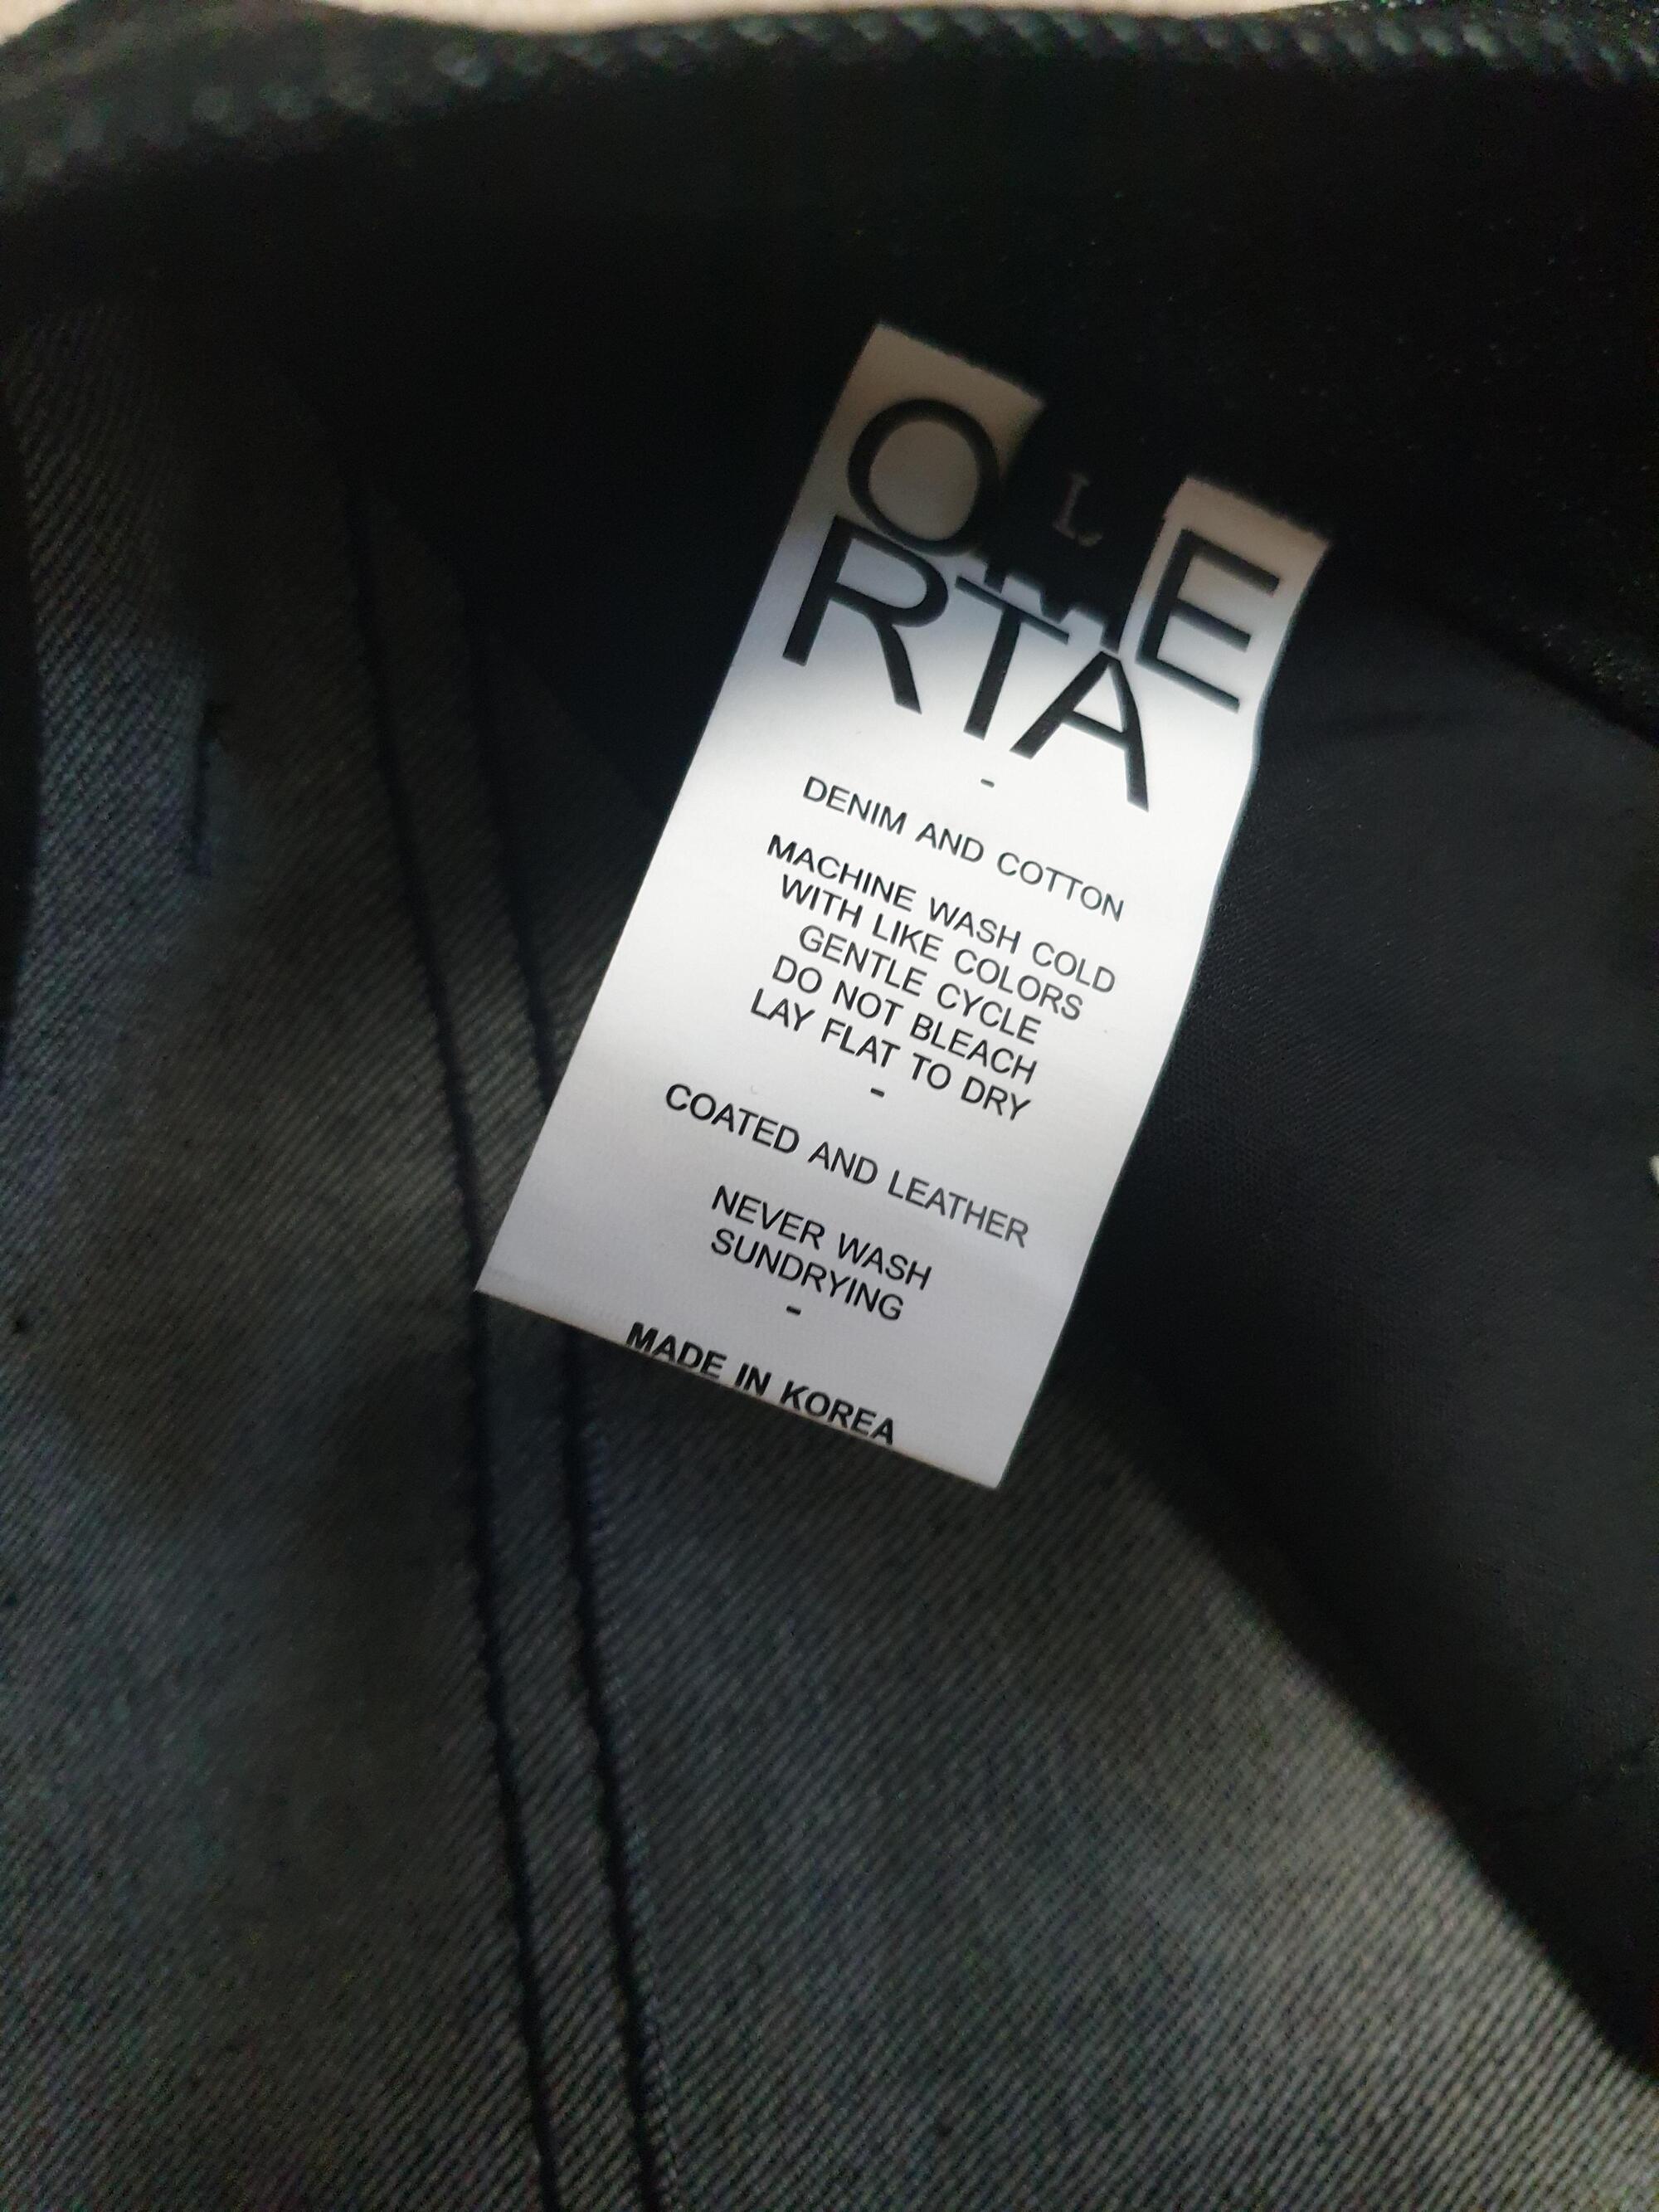 L
O E
RTA
-
DENIM AND COTTON
MACHINE WASH COLD
WITH LIKE COLORS
GENTLE CYCLE
DO NOT BLEACH
LAY FLAT TO DRY
-
COATED AND LEATHER
NEVER WASH
SUNDRYING
-
MADE IN KOREA